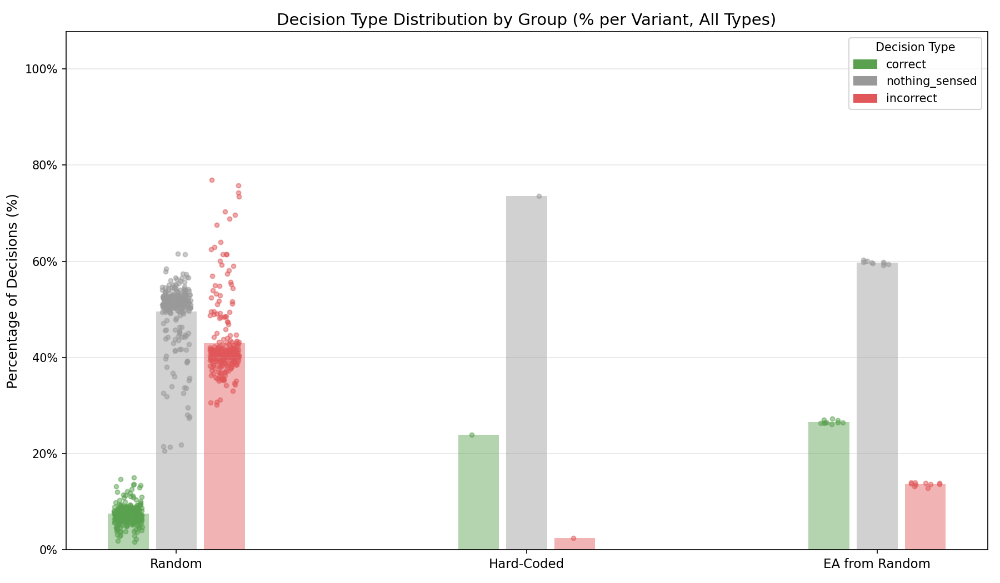 Decision Type Distribution by Group (% per Variant, All Types)
Decision Type
correct
nothing_sensed
incorrect
Percentage of Decisions (%)
100%
80%
60%
40%
20%
0%
Random
Hard-Coded
EA from Random